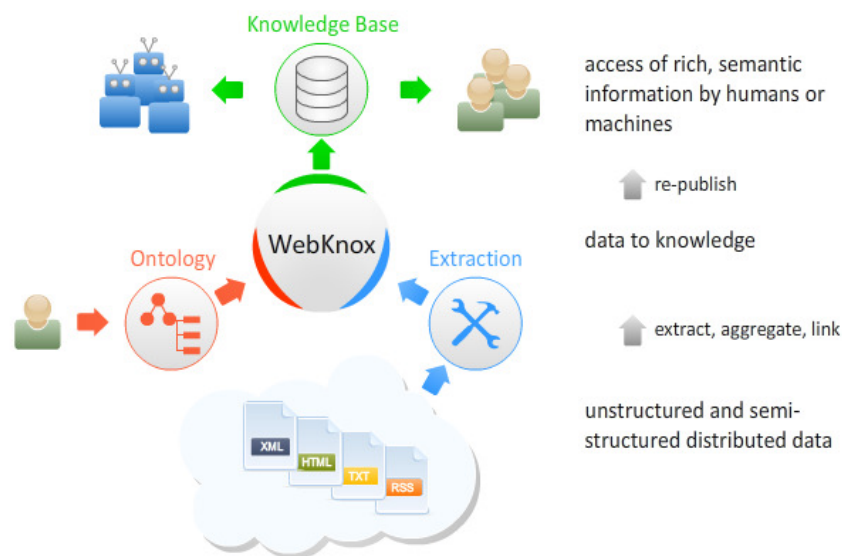 Knowledge Base
access of rich, semantic
information by humans or
machines
re-publish
WebKnox
data to knowledge
Ontology
Extraction
extract, aggregate, link
unstructured and semi-
structured distributed data
XML
HTML
TXT
RSS